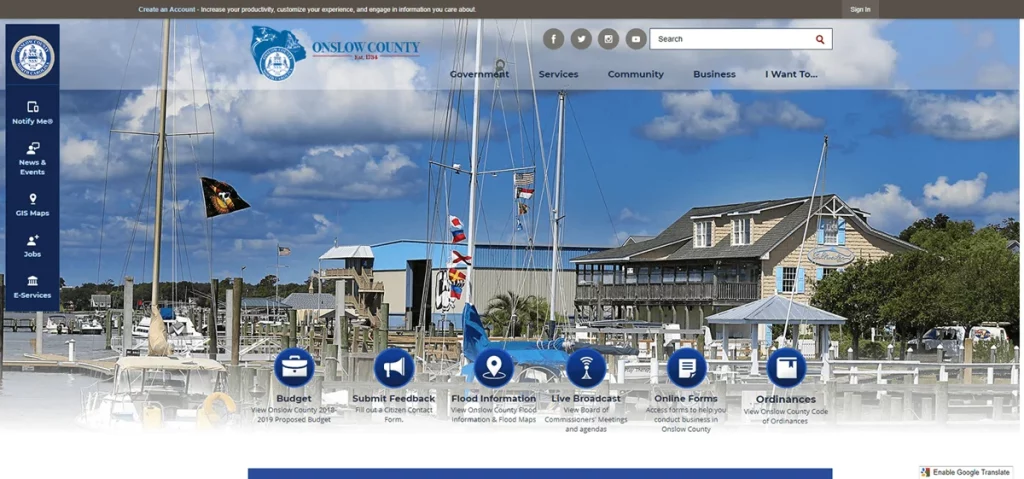 Create an Account - Increase your productivity, customize your experience, and engage in information you care about.
Sign In
ONSLOW COUNTY
Est. 1734
Search
Government
Services
Community
Business
I Want To...
Notify Me®
News &
Events
GIS Maps
Jobs
E-Services
Budget
View Onslow County 2018-
2019 Proposed Budget
Submit Feedback
Fill out a Citizen Contact
Form.
Flood Information
View Onslow County Flood
Information & Flood Maps
Live Broadcast
View Board of
Commissioners' Meetings
and agendas
Online Forms
Access forms to help you
conduct business in
Onslow County
Ordinances
View Onslow County Code
of Ordinances
Enable Google Translate